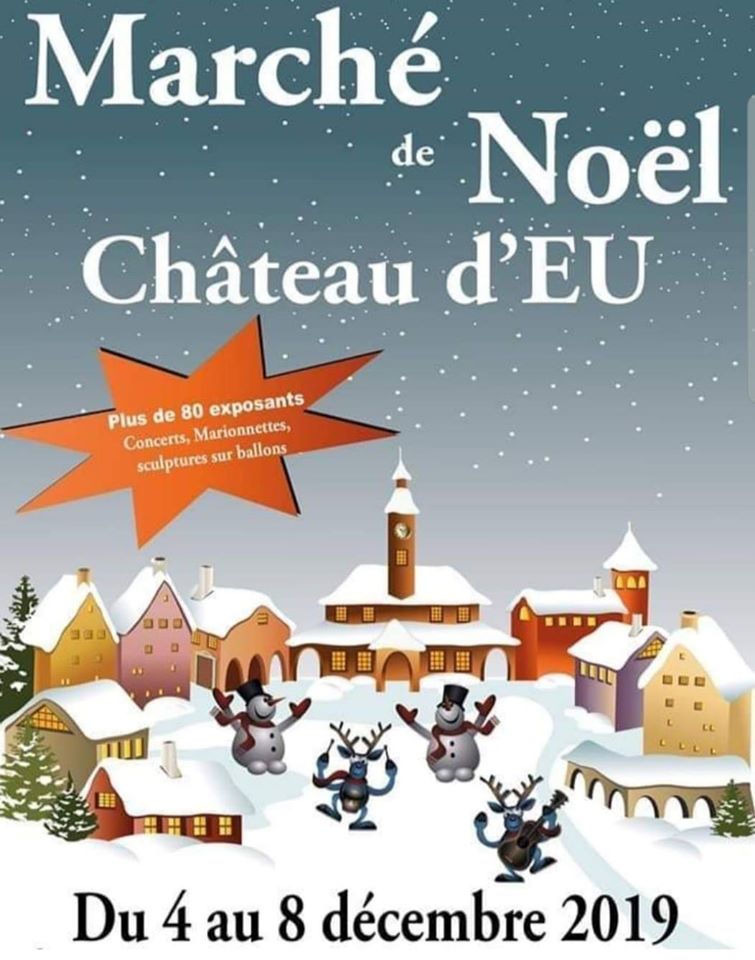 Marché
de Noël
Château d'EU
Plus de 80 exposants
Concerts, Marionnettes,
sculptures sur ballons
Du 4 au 8 décembre 2019